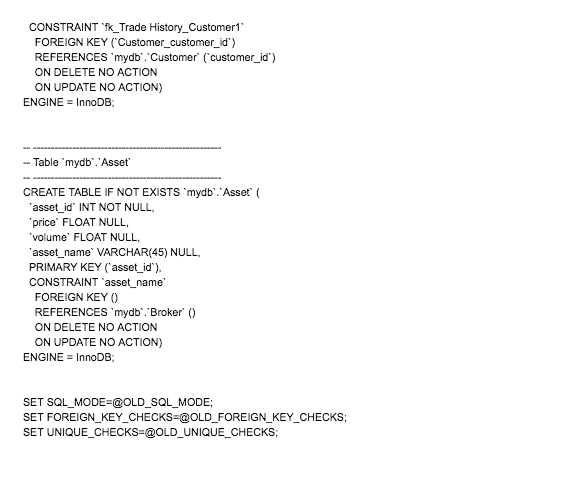 CONSTRAINT `fk_Trade History_Customer1`
FOREIGN KEY (`Customer_customer_id`)
REFERENCES `mydb`.`Customer` (`customer_id`)
ON DELETE NO ACTION
ON UPDATE NO ACTION)
ENGINE = InnoDB;
-- -----------------------------------------------------
-- Table `mydb`.`Asset`
-- -----------------------------------------------------
CREATE TABLE IF NOT EXISTS `mydb`.`Asset` (
`asset_id` INT NOT NULL,
`price` FLOAT NULL,
`volume` FLOAT NULL,
`asset_name` VARCHAR(45) NULL,
PRIMARY KEY (`asset_id`),
CONSTRAINT `asset_name`
FOREIGN KEY ()
REFERENCES `mydb`.`Broker` ()
ON DELETE NO ACTION
ON UPDATE NO ACTION)
ENGINE = InnoDB;
SET SQL_MODE=@OLD_SQL_MODE;
SET FOREIGN_KEY_CHECKS=@OLD_FOREIGN_KEY_CHECKS;
SET UNIQUE_CHECKS=@OLD_UNIQUE_CHECKS;